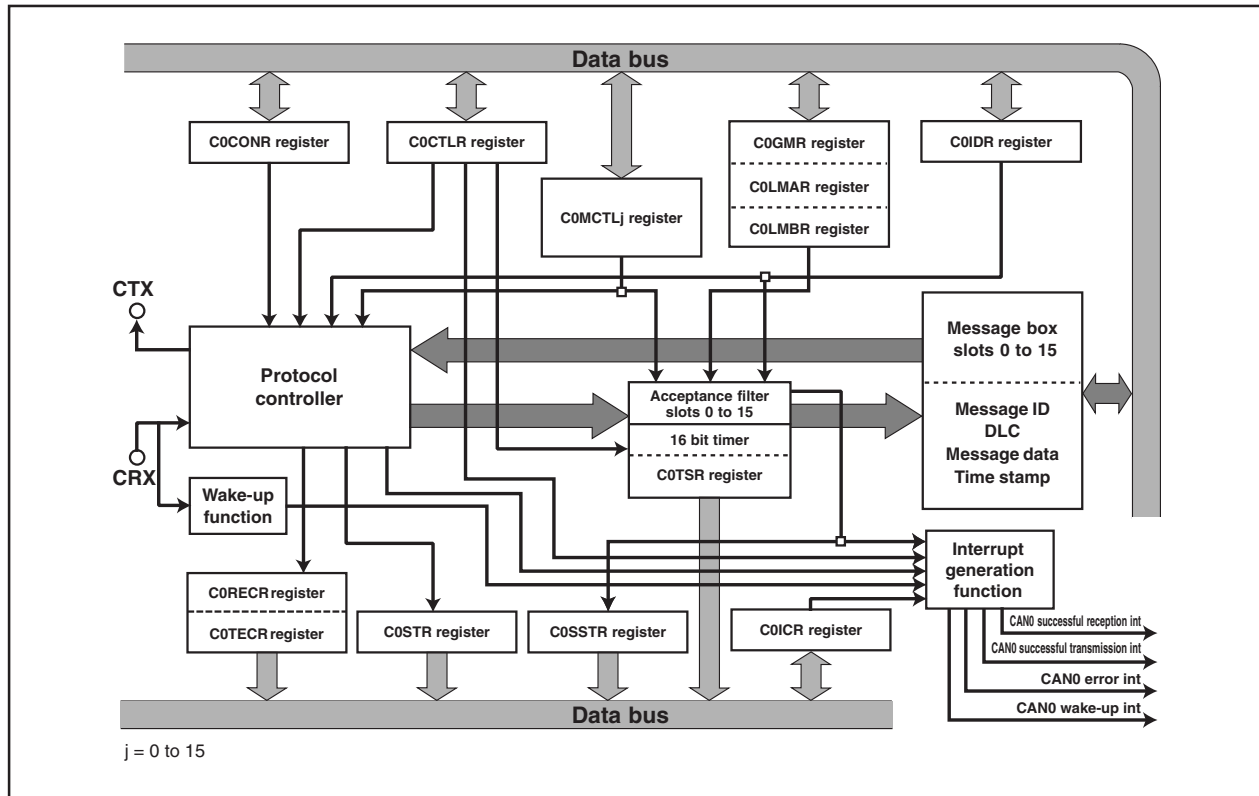 Data bus
C0CONR register
C0CTLR register
C0GMR register
C0IDR register
C0LMAR register
C0MCTLj register
C0LMBR register
CTX
Protocol
controller
Message box
slots 0 to 15
Acceptance filter
slots 0 to 15
Message ID
DLC
Message data
Time stamp
16 bit timer
C0TSR register
CRX
Wake-up
function
Interrupt
generation
function
C0RECR register
C0TECR register
C0STR register
C0SSTR register
C0ICR register
CAN0 successful reception int
CAN0 successful transmission int
CAN0 error int
CAN0 wake-up int
Data bus
j = 0 to 15